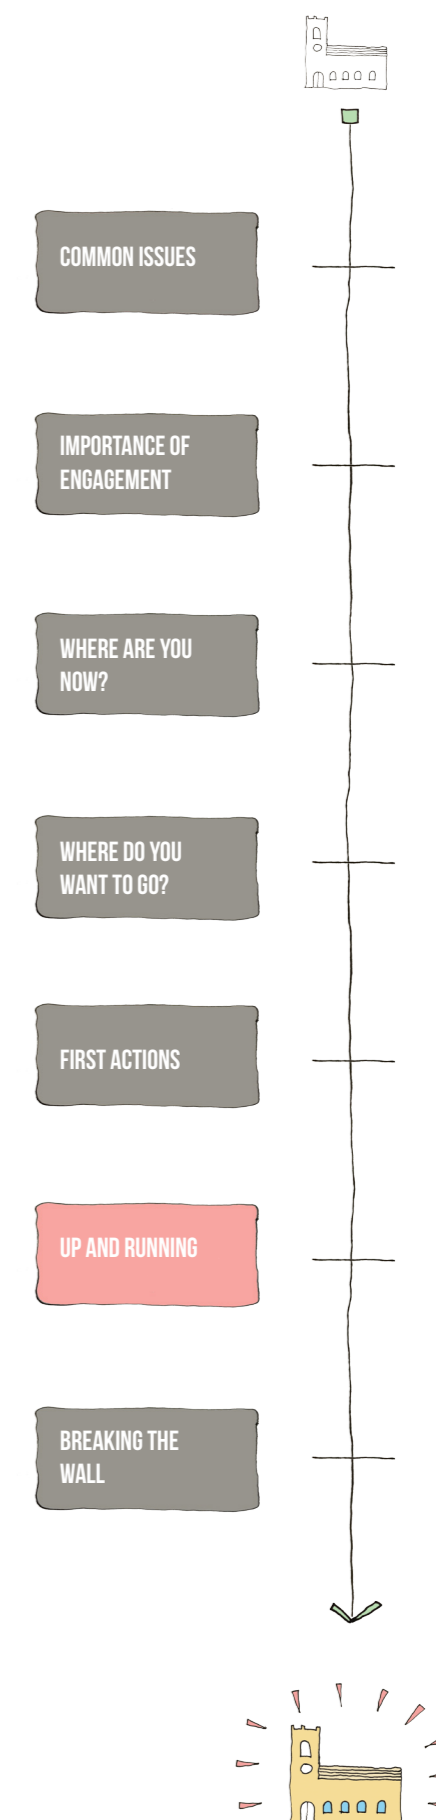 COMMON ISSUES
IMPORTANCE OF
ENGAGEMENT
WHERE ARE YOU
NOW?
WHERE DO YOU
WANT TO GO?
FIRST ACTIONS
UP AND RUNNING
BREAKING THE
WALL